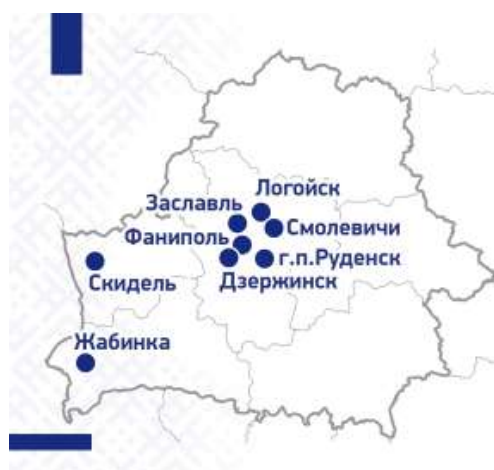 Логойск
Заславль
Смолевичи
Фаниполь
г.п.Руденск
Дзержинск
Скидель
Жабинка